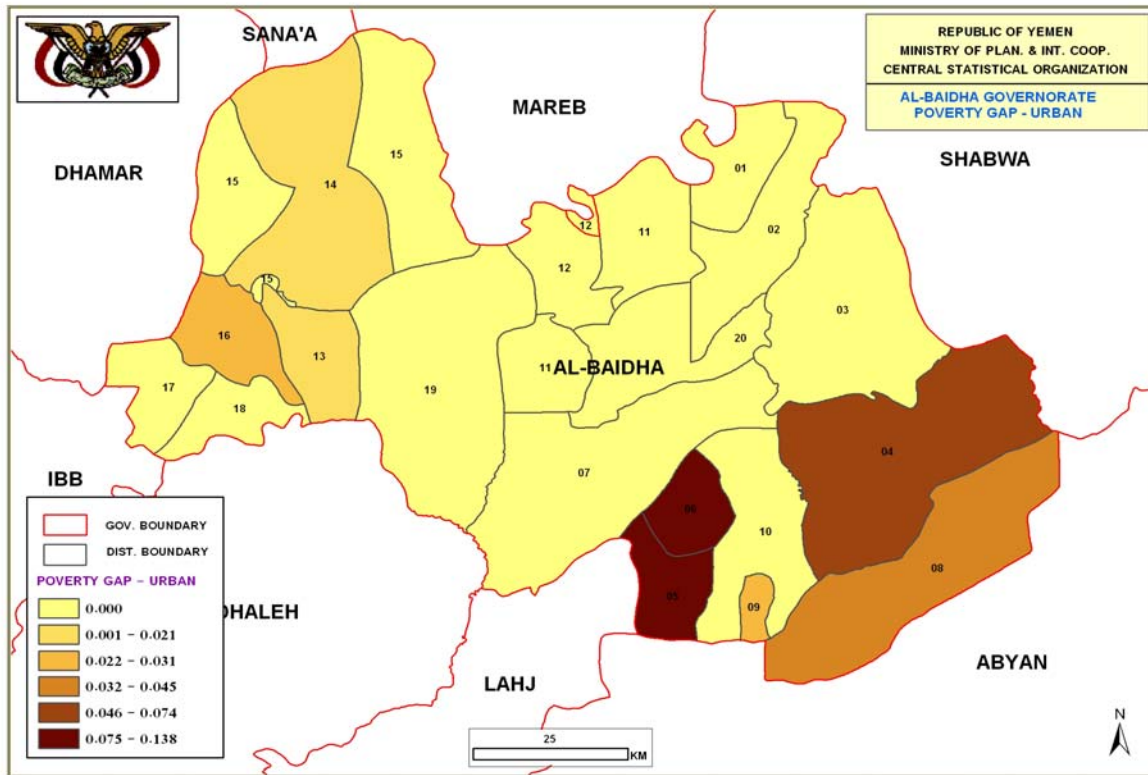 SANA'A
REPUBLIC OF YEMEN
MINISTRY OF PLAN. & INT. COOP.
CENTRAL STATISTICAL ORGANIZATION
AL-BAIDHA GOVERNORATE
POVERTY GAP - URBAN
MAREB
SHABWA
DHAMAR
15
15
01
14
12
11
02
12
15
03
16
13
20
11
AL-BAIDHA
17
19
18
04
07
IBB
06
10
08
05
09
GOV. BOUNDARY
DIST. BOUNDARY
POVERTY GAP – URBAN
0.000
0.001 – 0.021
0.022 – 0.031
0.032 – 0.045
0.046 – 0.074
0.075 – 0.138
DHALEH
ABYAN
LAHJ
25
KM
N